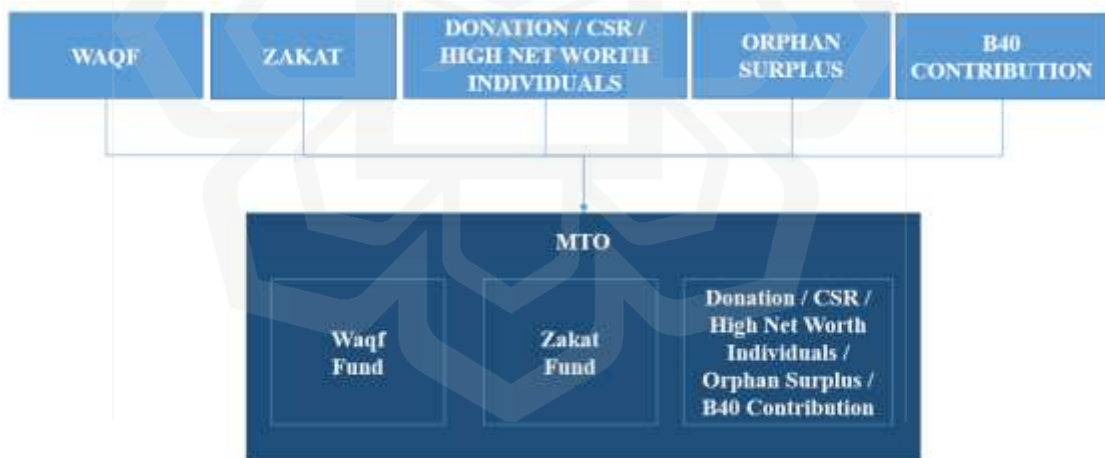 WAQF
ZAKAT
DONATION / CSR /
HIGH NET WORTH
INDIVIDUALS
ORPHAN
SURPLUS
B40
CONTRIBUTION
MTO
Waqf
Fund
Zakat
Fund
Donation / CSR /
High Net Worth
Individuals /
Orphan Surplus /
B40 Contribution